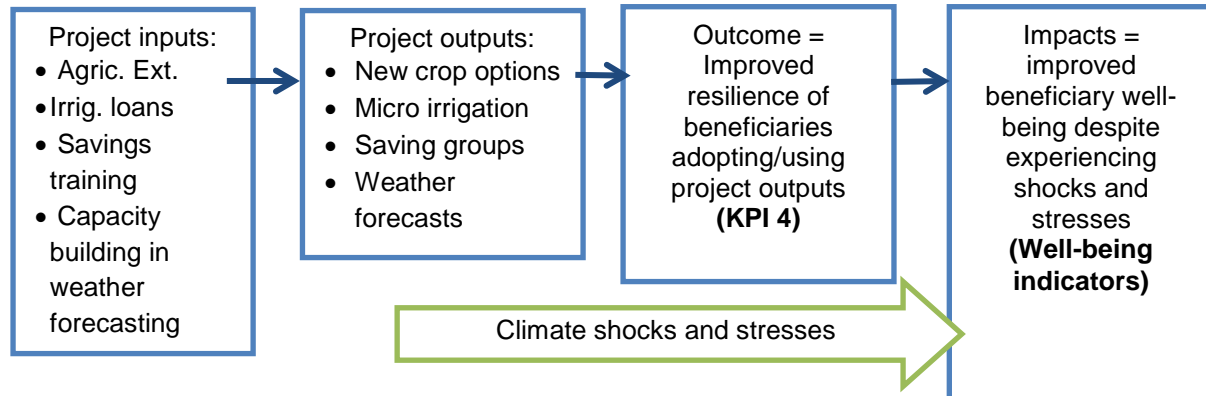 Project inputs:
• Agric. Ext.
•Irrig. loans
• Savings
training
• Capacity
building in
weather
forecasting
Project outputs:
• New crop options
• Micro irrigation
• Saving groups
• Weather
forecasts
Outcome =
Improved
resilience of
beneficiaries
adopting/using
project outputs
(KPI 4)
Impacts =
improved
beneficiary well-
being despite
experiencing
shocks and
stresses
(Well-being
indicators)
Climate shocks and stresses